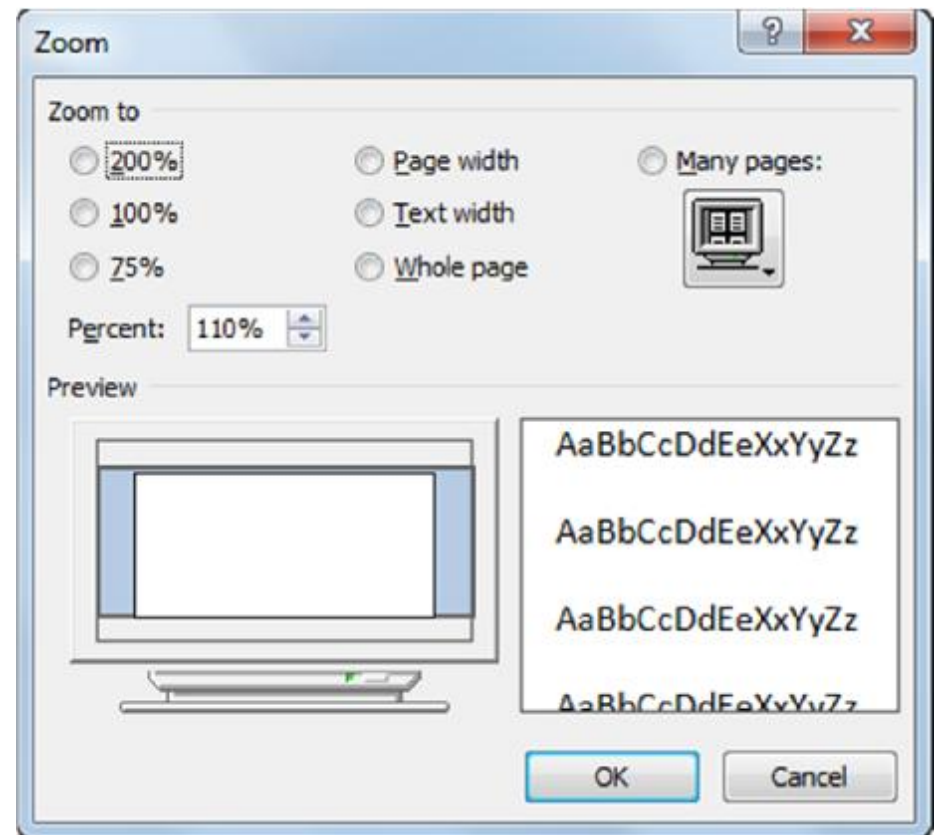 Zoom
Zoom to
200% Page width Many pages:
100% Text width
75% Whole page
Percent: 110%
Preview
AaBbCcDdEeXxYyZz
AaBbCcDdEeXxYyZz
AaBbCcDdEeXxYyZz
AaBbCcDdEeXxYyZz
OK Cancel